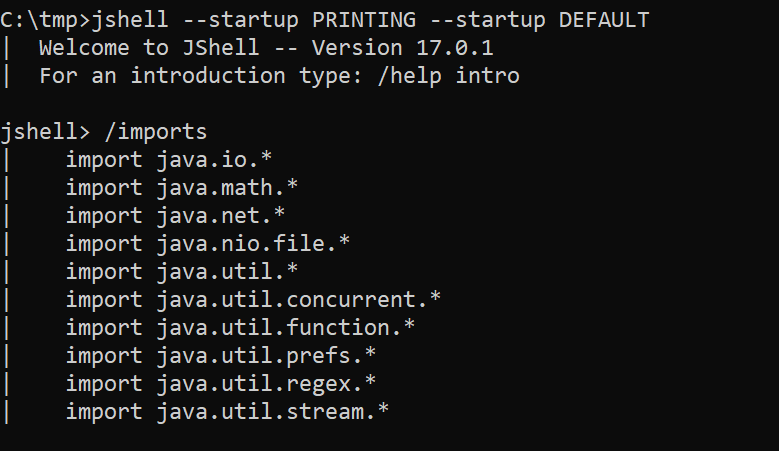 C:\tmp>jshell --startup PRINTING --startup DEFAULT
|  Welcome to JShell -- Version 17.0.1
|  For an introduction type: /help intro
jshell> /imports
|    import java.io.*
|    import java.math.*
|    import java.net.*
|    import java.nio.file.*
|    import java.util.*
|    import java.util.concurrent.*
|    import java.util.function.*
|    import java.util.prefs.*
|    import java.util.regex.*
|    import java.util.stream.*